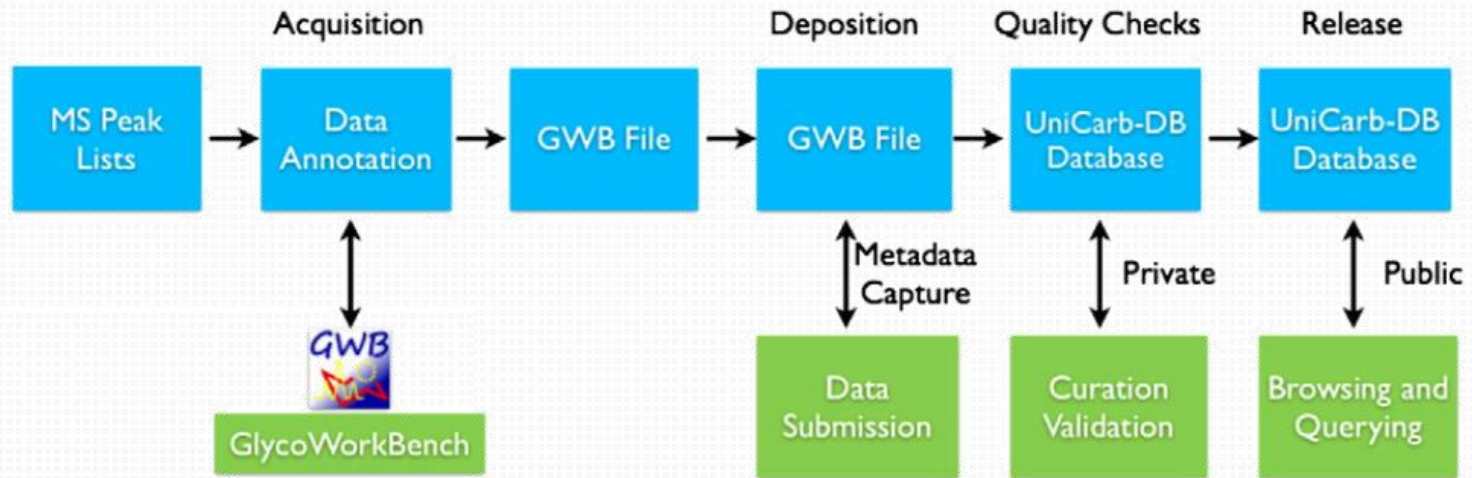 Acquisition
Deposition
Quality Checks
Release
MS Peak
Lists
Data
Annotation
GWB File
GWB File
UniCarb-DB
Database
UniCarb-DB
Database
Metadada
Capture
Private
Public
GWB
GlycoWorkBench
Data
Submission
Curation
Validation
Browsing and
Querying